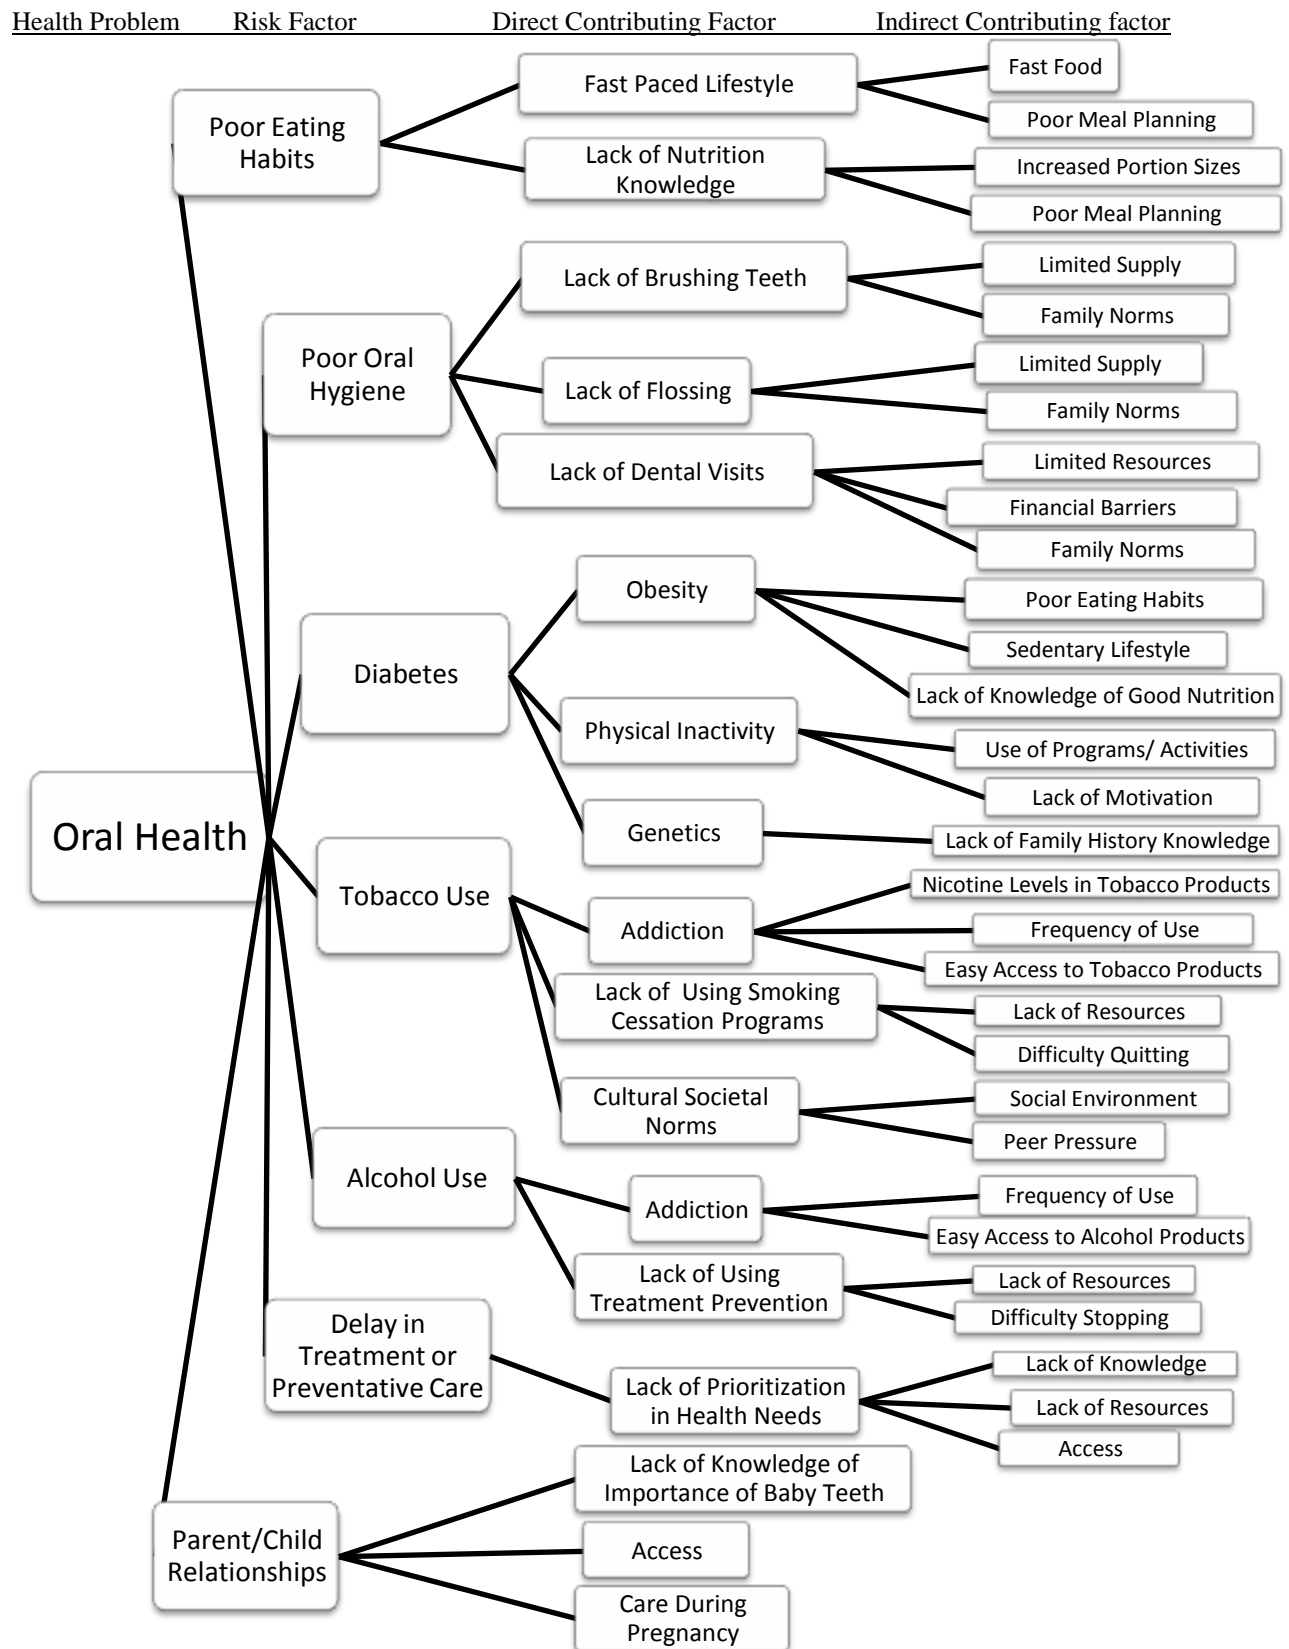 Health Problem Risk Factor Direct Contributing Factor Indirect Contributing factor
Poor Eating
Habits
Fast Paced Lifestyle
Fast Food
Poor Meal Planning
Lack of Nutrition
Knowledge
Increased Portion Sizes
Poor Meal Planning
Poor Oral
Hygiene
Lack of Brushing Teeth
Limited Supply
Family Norms
Lack of Flossing
Limited Supply
Family Norms
Lack of Dental Visits
Limited Resources
Financial Barriers
Family Norms
Diabetes
Obesity
Poor Eating Habits
Sedentary Lifestyle
Lack of Knowledge of Good Nutrition
Physical Inactivity
Use of Programs/ Activities
Lack of Motivation
Genetics
Lack of Family History Knowledge
Oral Health
Tobacco Use
Addiction
Nicotine Levels in Tobacco Products
Frequency of Use
Easy Access to Tobacco Products
Lack of  Using Smoking
Cessation Programs
Lack of Resources
Difficulty Quitting
Cultural Societal
Norms
Social Environment
Peer Pressure
Alcohol Use
Addiction
Frequency of Use
Easy Access to Alcohol Products
Lack of Using
Treatment Prevention
Lack of Resources
Difficulty Stopping
Delay in
Treatment or
Preventative Care
Lack of Prioritization
in Health Needs
Lack of Knowledge
Lack of Resources
Access
Parent/Child
Relationships
Lack of Knowledge of
Importance of Baby Teeth
Access
Care During
Pregnancy